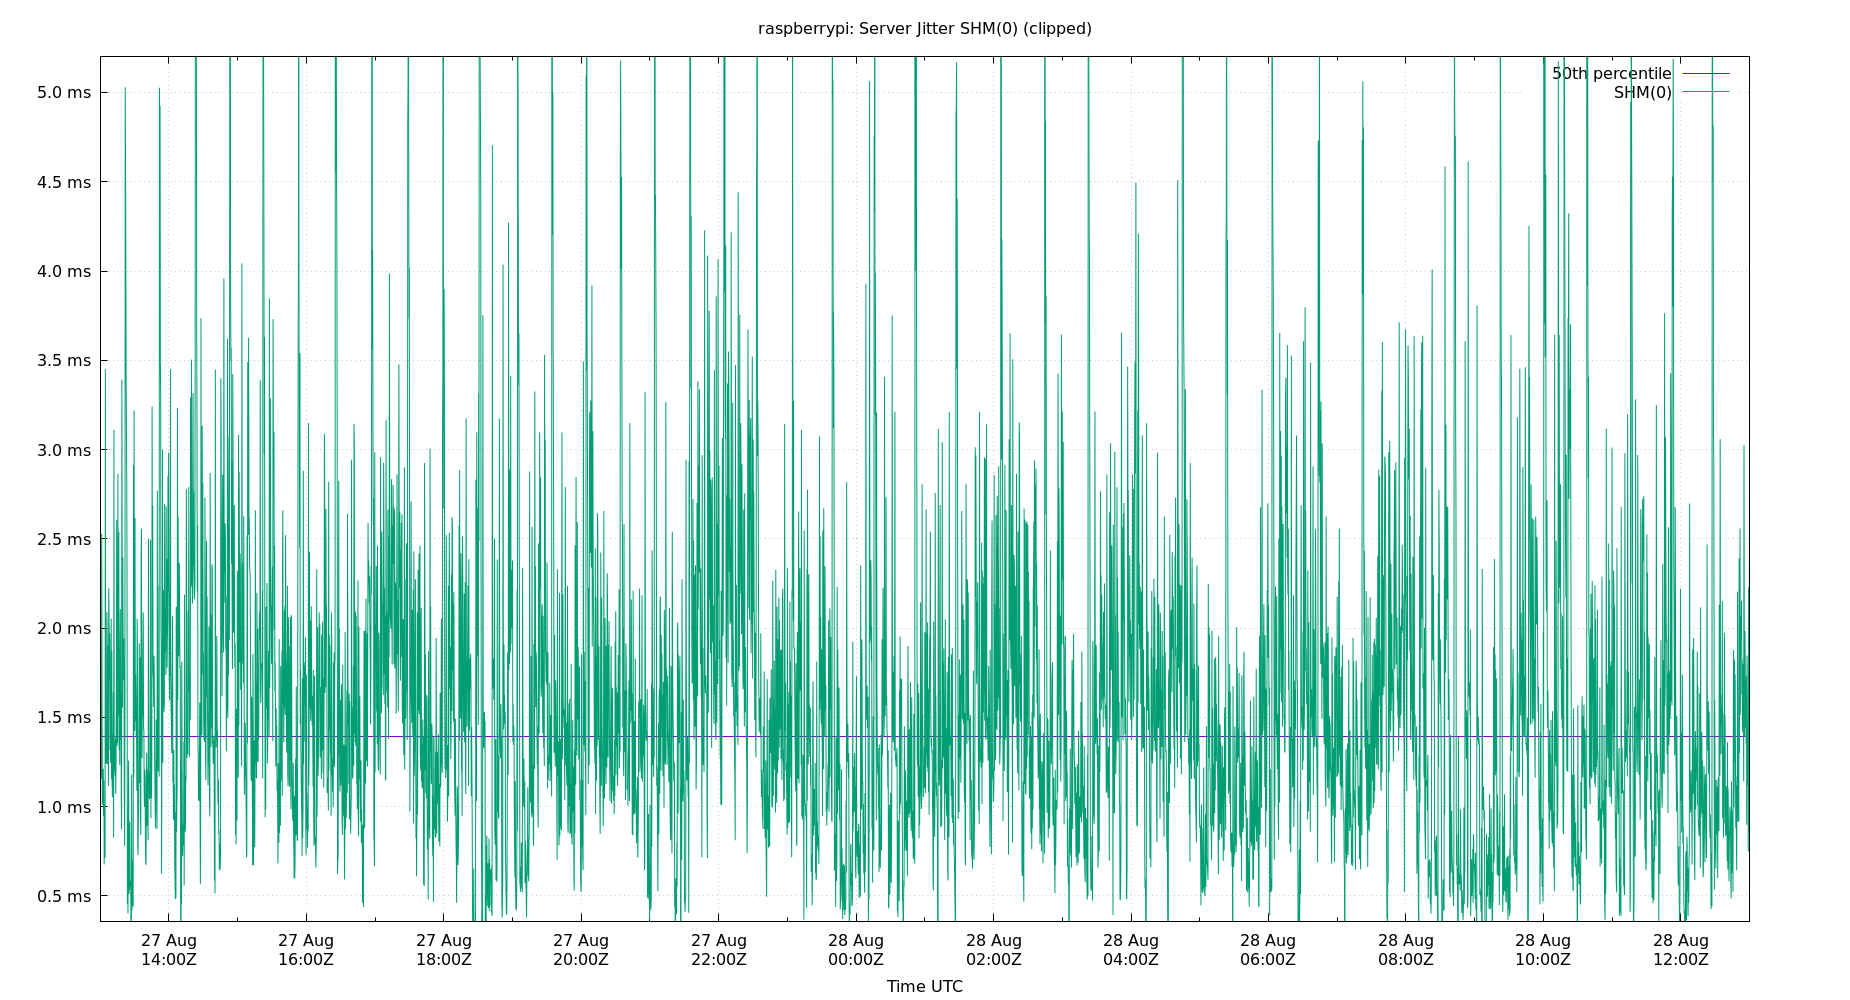 raspberrypi: Server Jitter SHM(0) (clipped)
50th percentile
SHM(0)
5.0 ms
4.5 ms
4.0 ms
3.5 ms
3.0 ms
2.5 ms
2.0 ms
1.5 ms
1.0 ms
0.5 ms
27 Aug 27 Aug 27 Aug 27 Aug 27 Aug 28 Aug 28 Aug 28 Aug 28 Aug 28 Aug 28 Aug 28 Aug
14:00Z 16:00Z 18:00Z 20:00Z 22:00Z 00:00Z 02:00Z 04:00Z 06:00Z 08:00Z 10:00Z 12:00Z
Time UTC